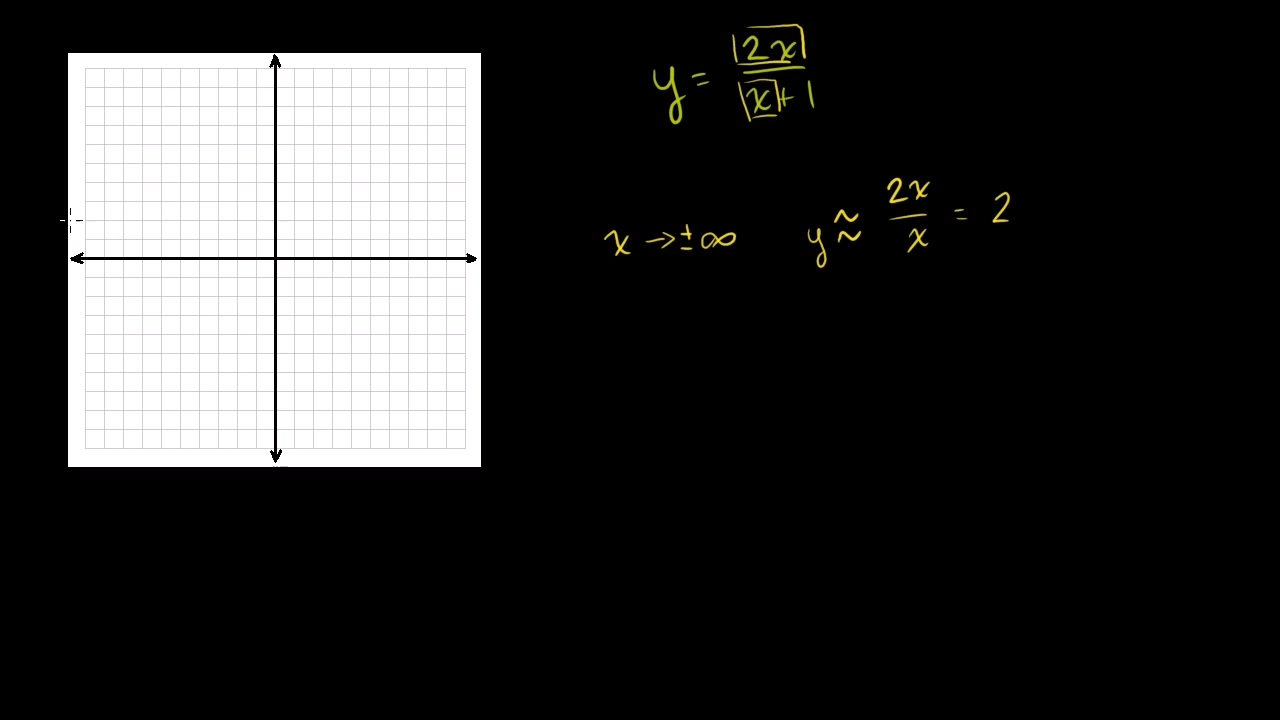 y = 2x / x + 1
x → ±∞ y ≈ 2x / x = 2